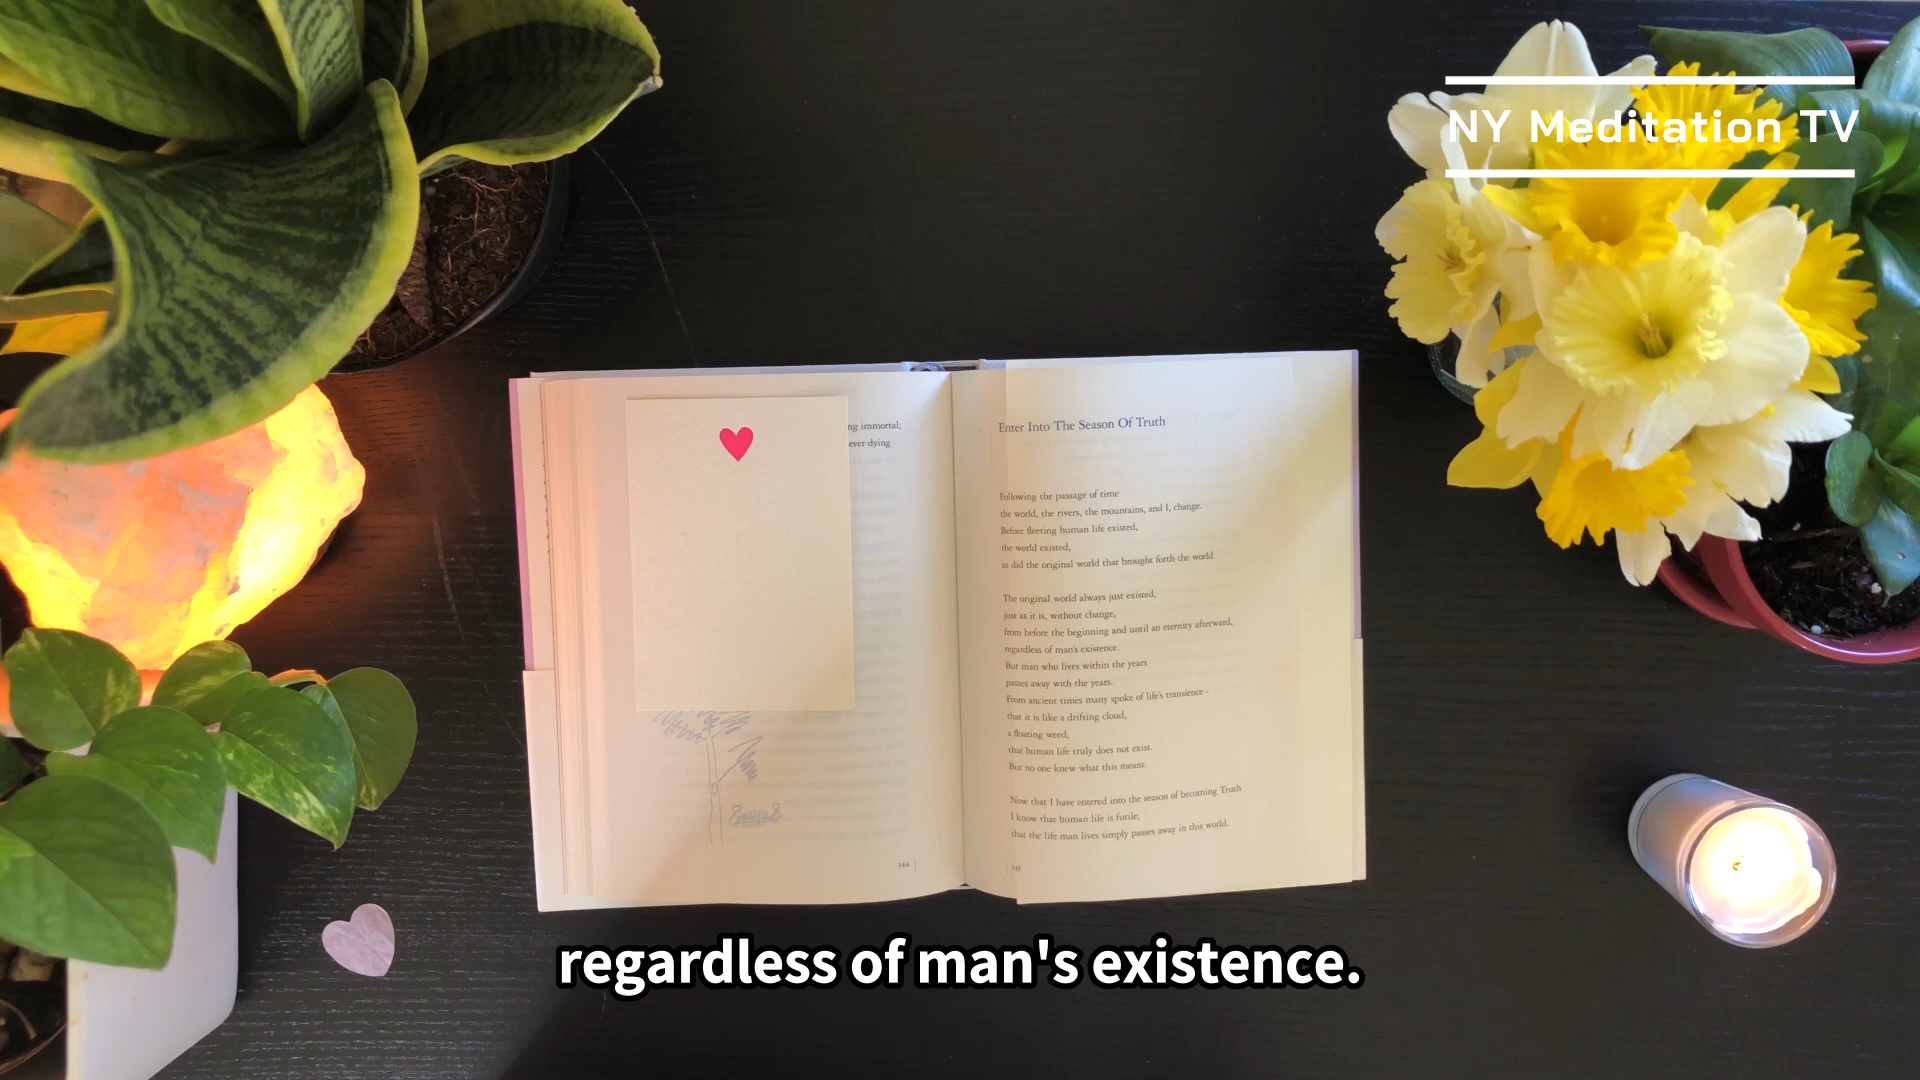 NY Meditation TV
ng immortal;
ever dying
244
Enter Into The Season Of Truth
Following the passage of time
the world, the rivers, the mountains, and I, change.
Before fleeting human life existed,
the world existed,
as did the original world that brought forth the world.
The original world always just existed,
just as it is, without change,
from before the beginning and until an eternity afterward,
regardless of man's existence.
But man who lives within the years
passes away with the years.
From ancient times many spoke of life's transience -
that it is like a drifting cloud,
a floating weed;
that human life truly does not exist.
But no one knew what this meant.
Now that I have entered into the season of becoming Truth
I know that human life is futile;
that the life man lives simply passes away in this world.
245
regardless of man's existence.